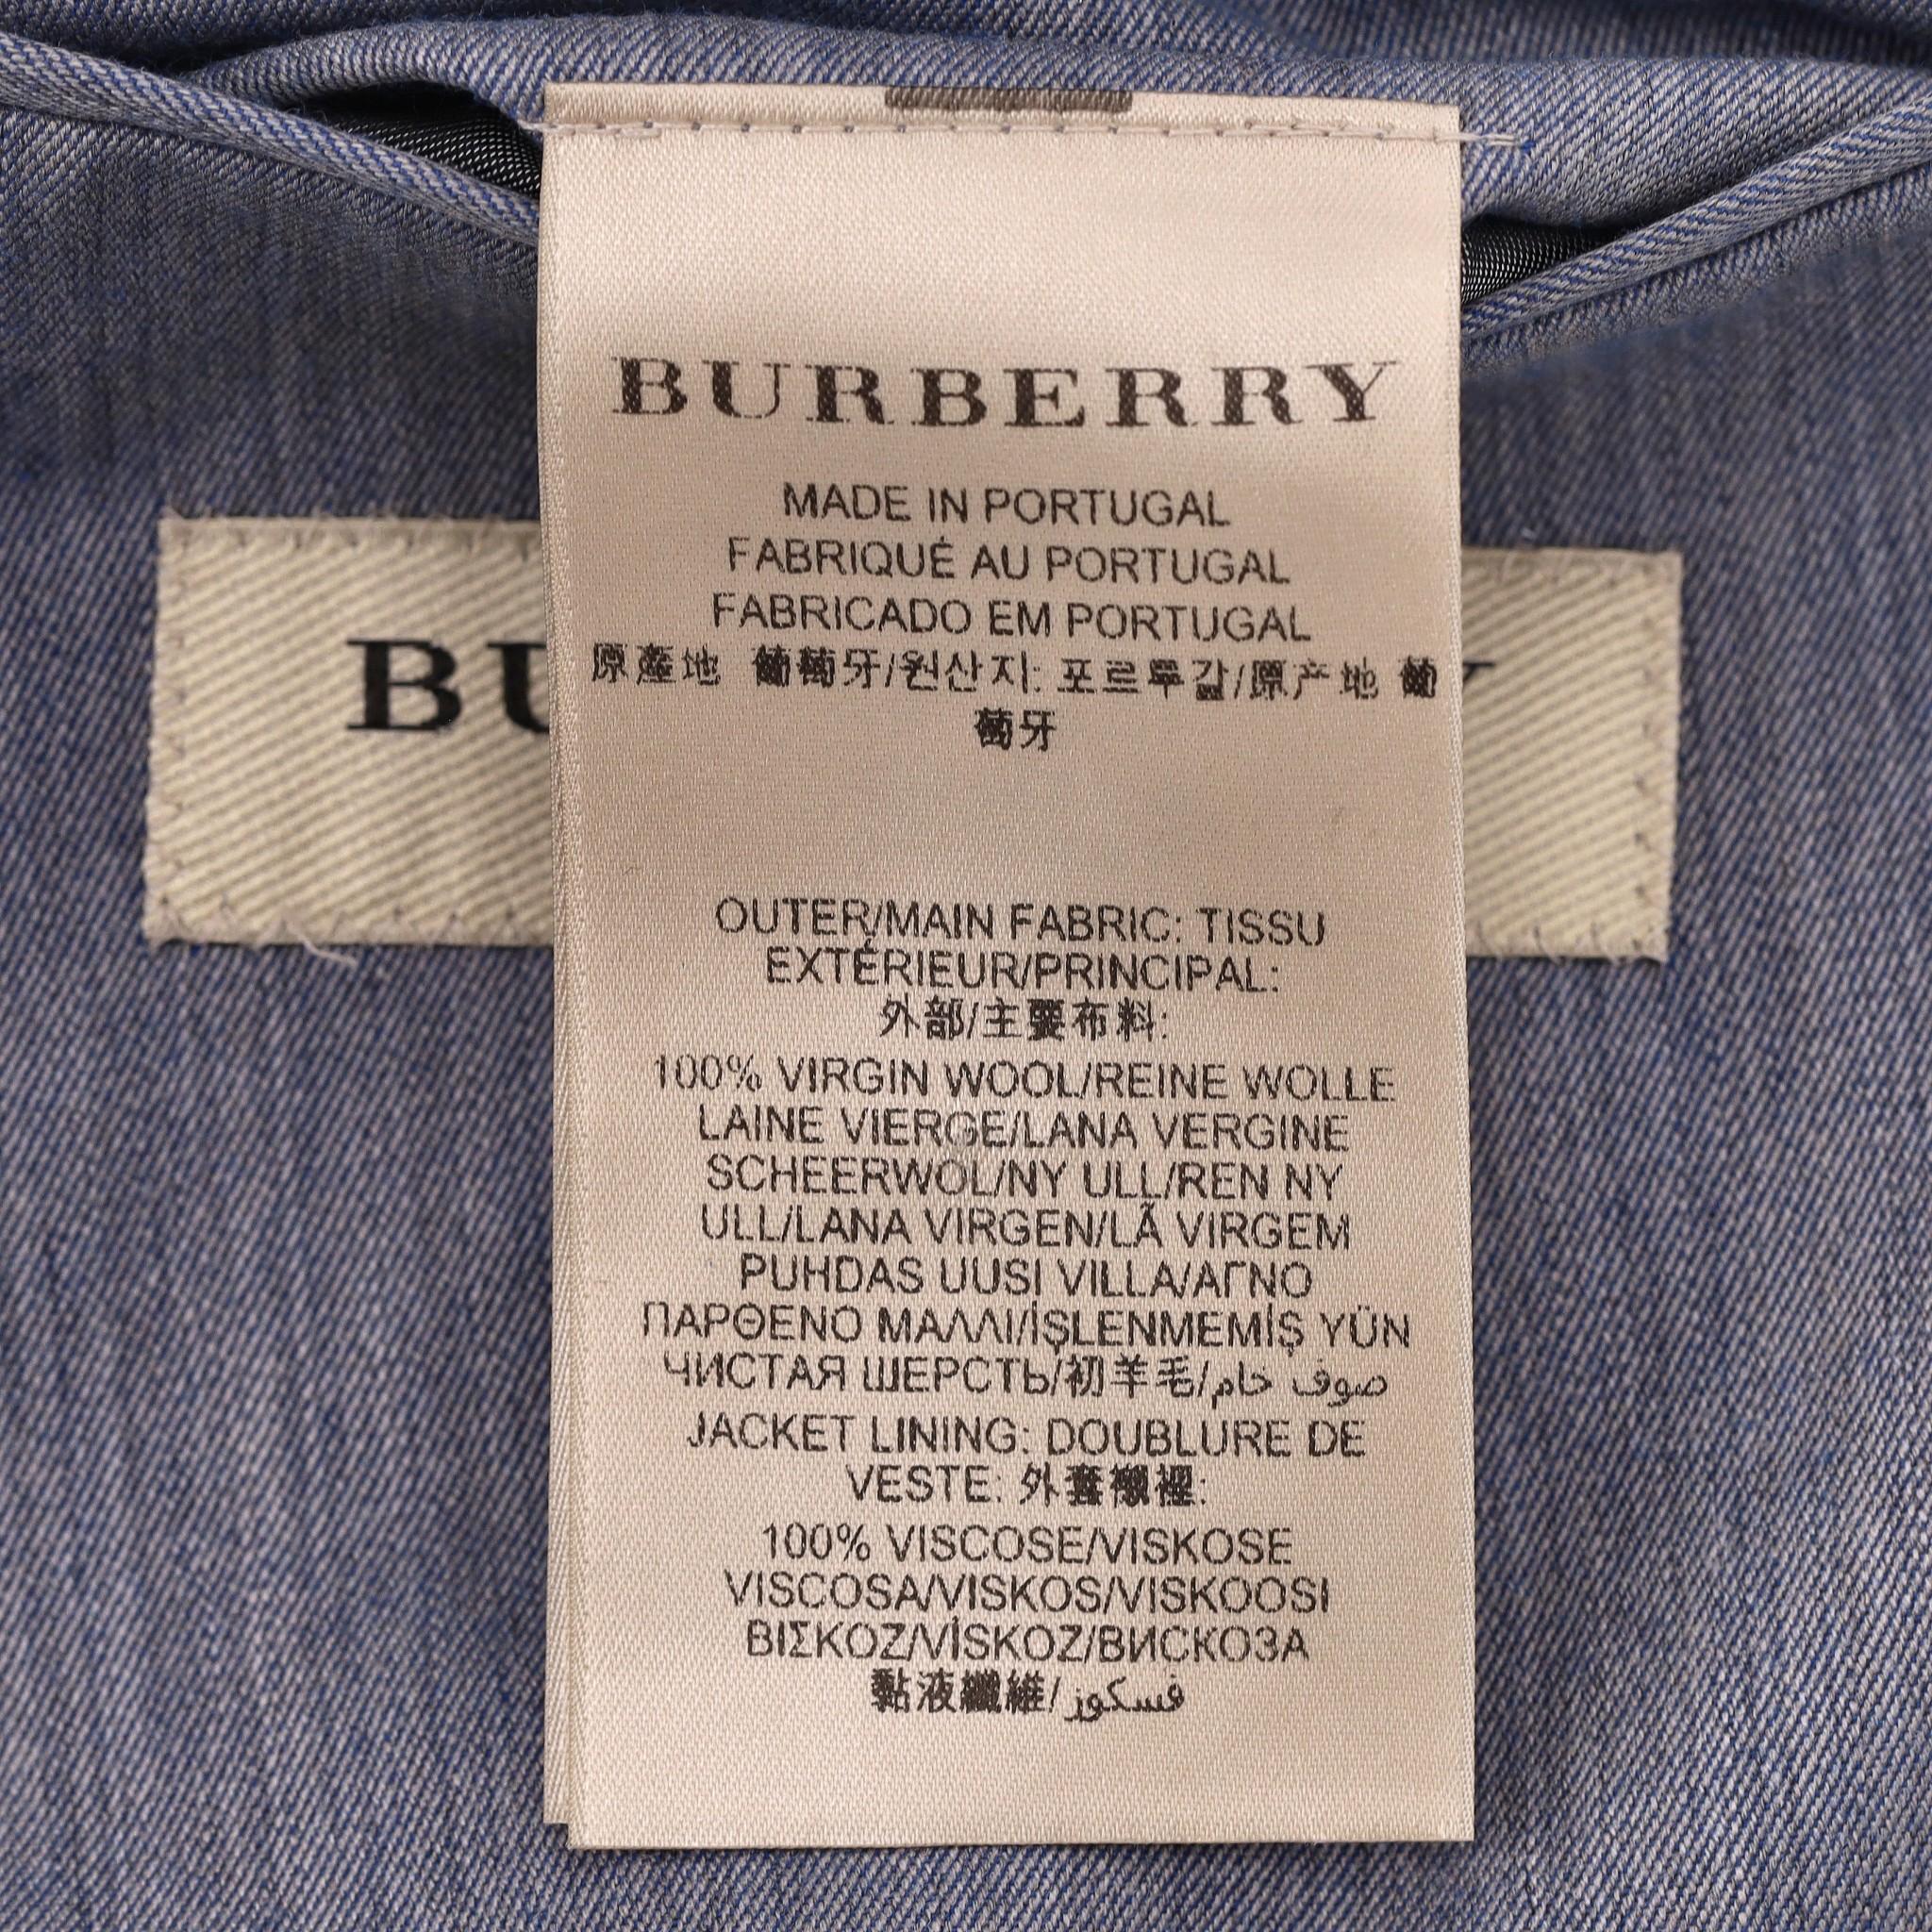 BURBERRY
MADE IN PORTUGAL
FABRIQUÉ AU PORTUGAL
FABRICADO EM PORTUGAL
原產地 葡萄牙/원산지: 포르투갈/原产地 葡
萄牙
BU
Y
OUTER/MAIN FABRIC: TISSU
EXTÉRIEUR/PRINCIPAL:
外部/主要布料:
100% VIRGIN WOOL/REINE WOLLE
LAINE VIERGE/LANA VERGINE
SCHEERWOL/NY ULL/REN NY
ULL/LANA VIRGEN/LÃ VIRGEM
PUHDAS UUSI VILLA/ΑΓΝΟ
ΠΑΡΘΕΝΟ ΜΑΛΛΙ/İŞLENMEMİŞ YÜN
ЧИСТАЯ ШЕРСТЬ/初羊毛/صوف خام
JACKET LINING: DOUBLURE DE
VESTE: 外套襯裡:
100% VISCOSE/VISKOSE
VISCOSA/VISKOS/VISKOOSI
ΒΙΣΚΟΖ/VİSKOZ/ВИСКОЗА
黏液纖維/فسكوز